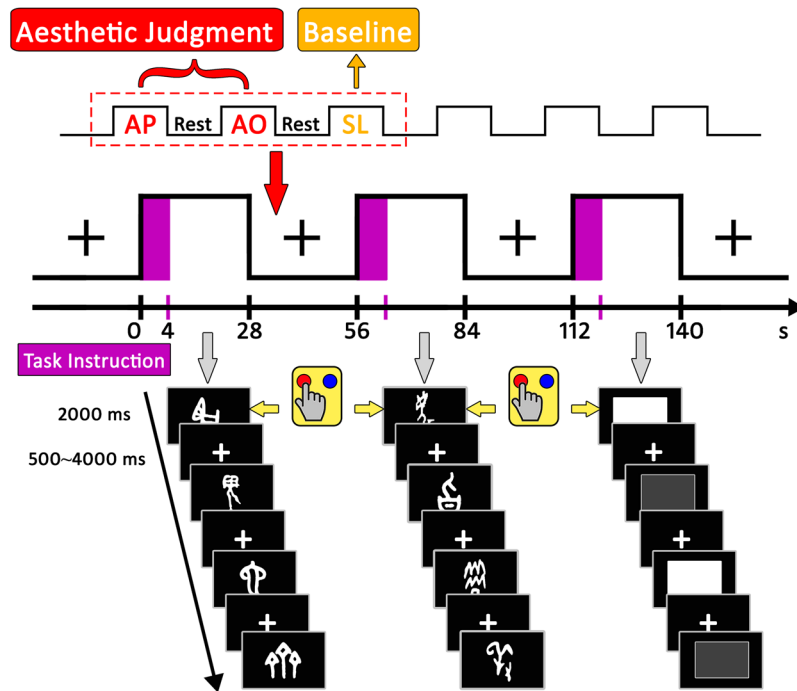 Aesthetic Judgment
Baseline
AP Rest AO Rest SL
0 4 28 56 84 112 140 s
Task Instruction
2000 ms
500~4000 ms